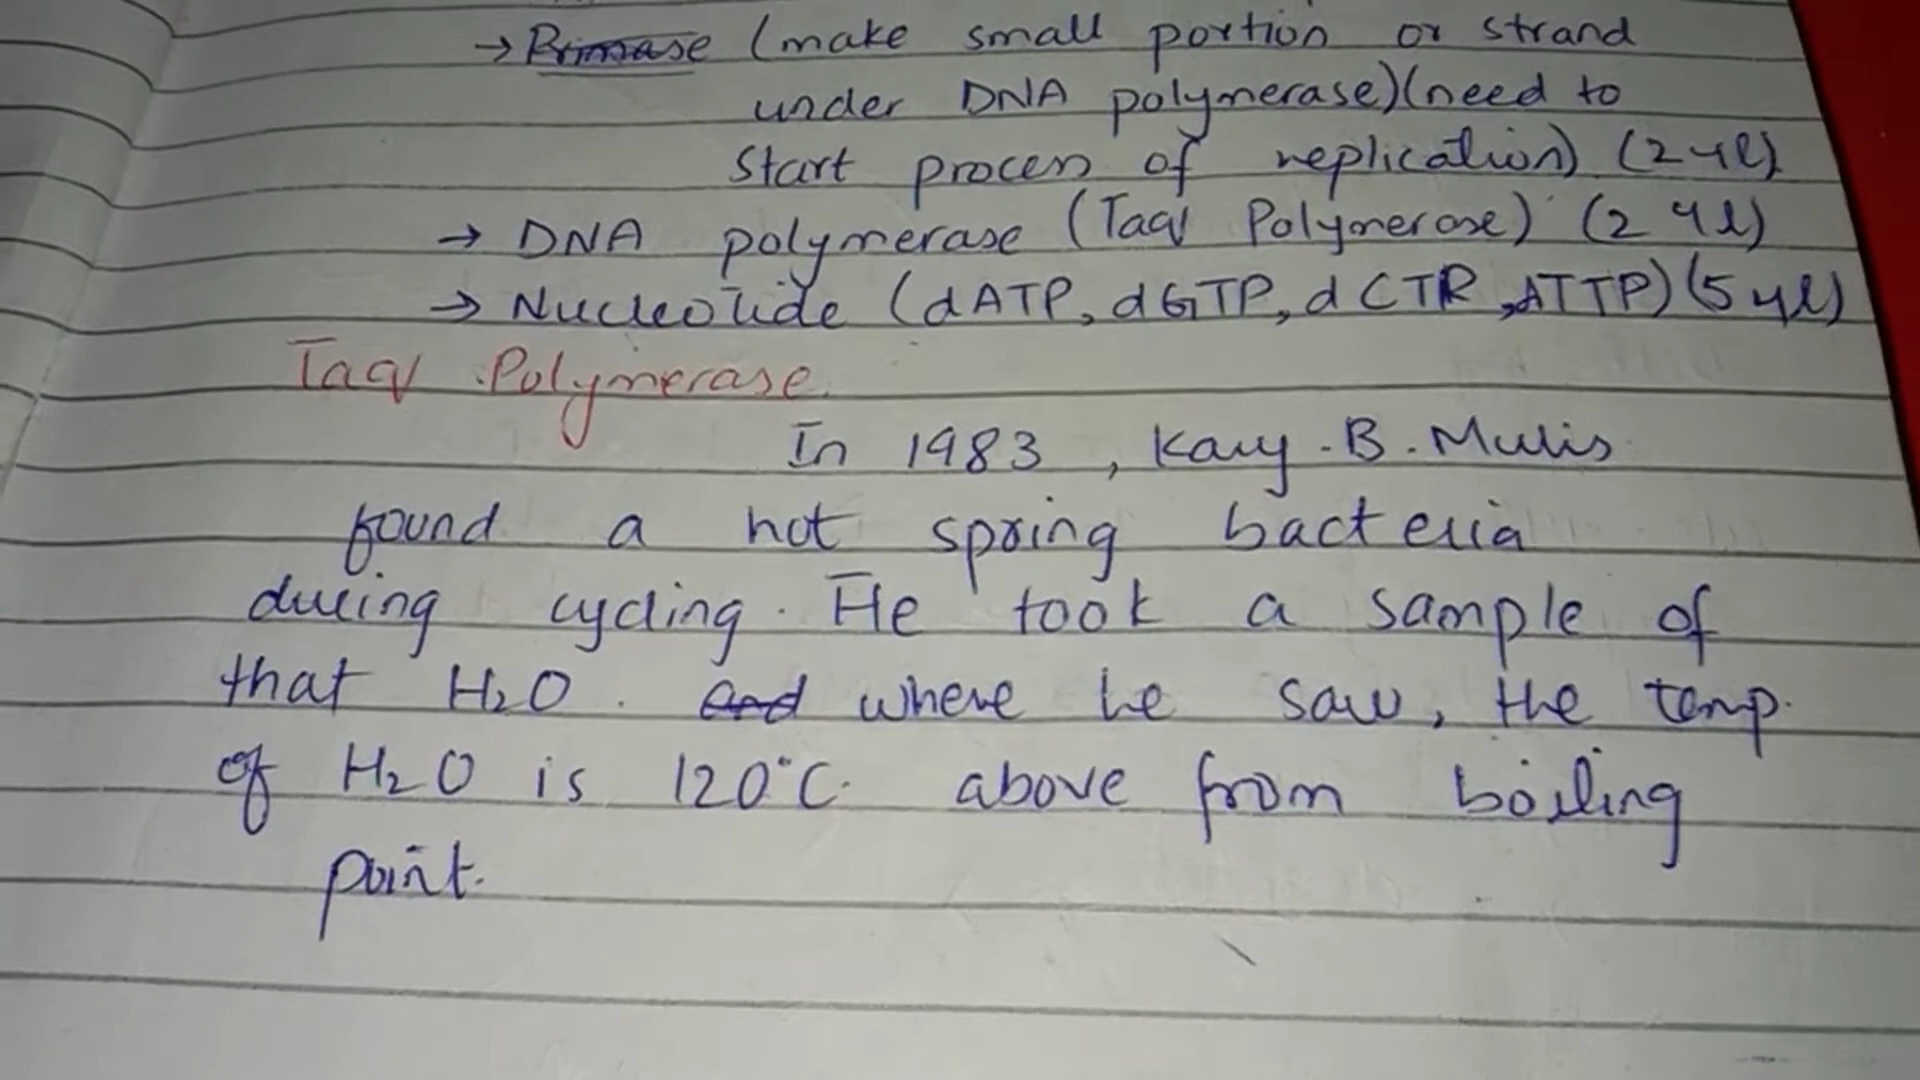 → Primase (make small portion or strand
under DNA polymerase) (need to
Start process of replication) (2 μl)
→ DNA polymerase (Taq Polymerase) (2 μl)
→ Nucleotide (dATP, dGTP, dCTP, dTTP) (5 μl)
Taq Polymerase.
In 1983, Kary.B.Mulis
found a hot spring bacteria
during cycling. He took a sample of
that H₂O. And where he saw, the temp.
of H₂O is 120°C. above from boiling
point.